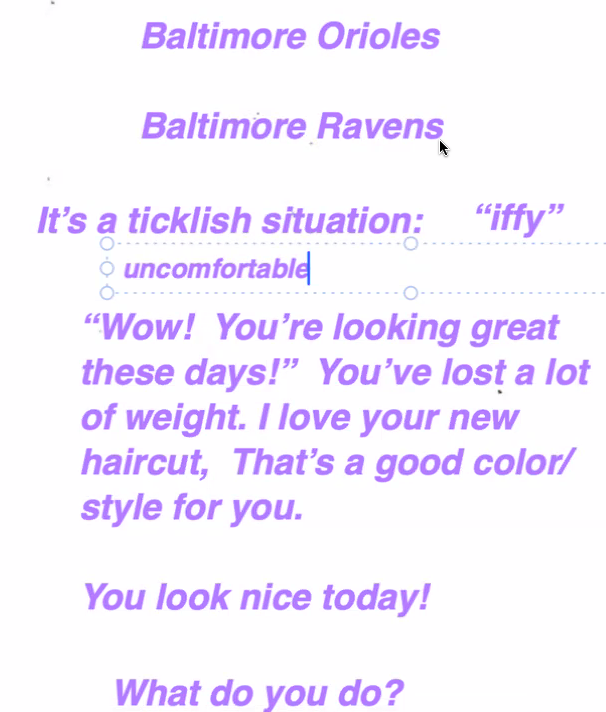 Baltimore Orioles
Baltimore Ravens
It’s a ticklish situation: “iffy”
uncomfortable
“Wow! You’re looking great
these days!” You’ve lost a lot
of weight. I love your new
haircut, That’s a good color/
style for you.
You look nice today!
What do you do?